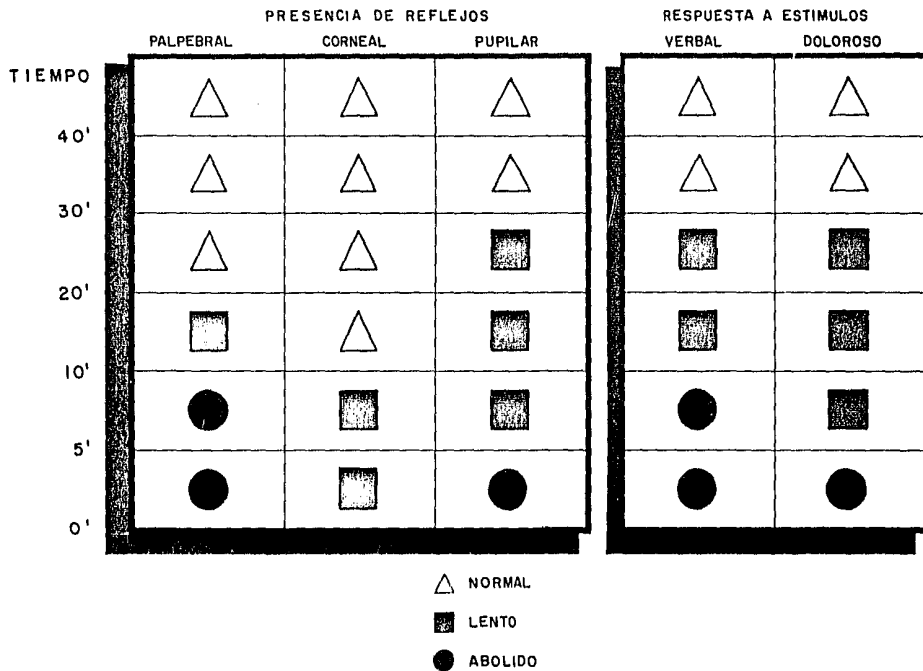 PRESENCIA DE REFLEJOS
RESPUESTA A ESTIMULOS
PALPEBRAL CORNEAL PUPILAR VERBAL DOLOROSO
TIEMPO
40'
30'
20'
10'
5'
0'
NORMAL
LENTO
ABOLIDO